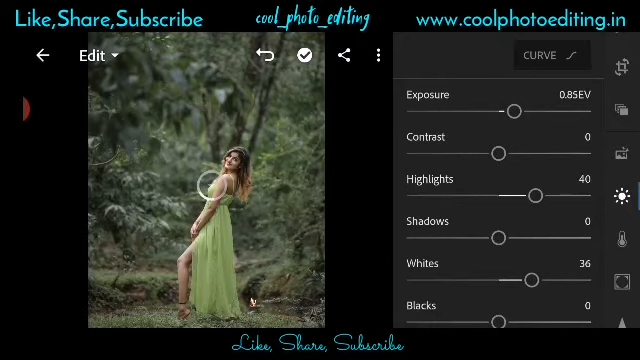 Like,Share,Subscribe
cool_photo_editing
www.coolphotoediting.in
Edit
CURVE
Exposure 0.85EV
Contrast 0
Highlights 40
Shadows 0
Whites 36
Blacks 0
Like, Share, Subscribe